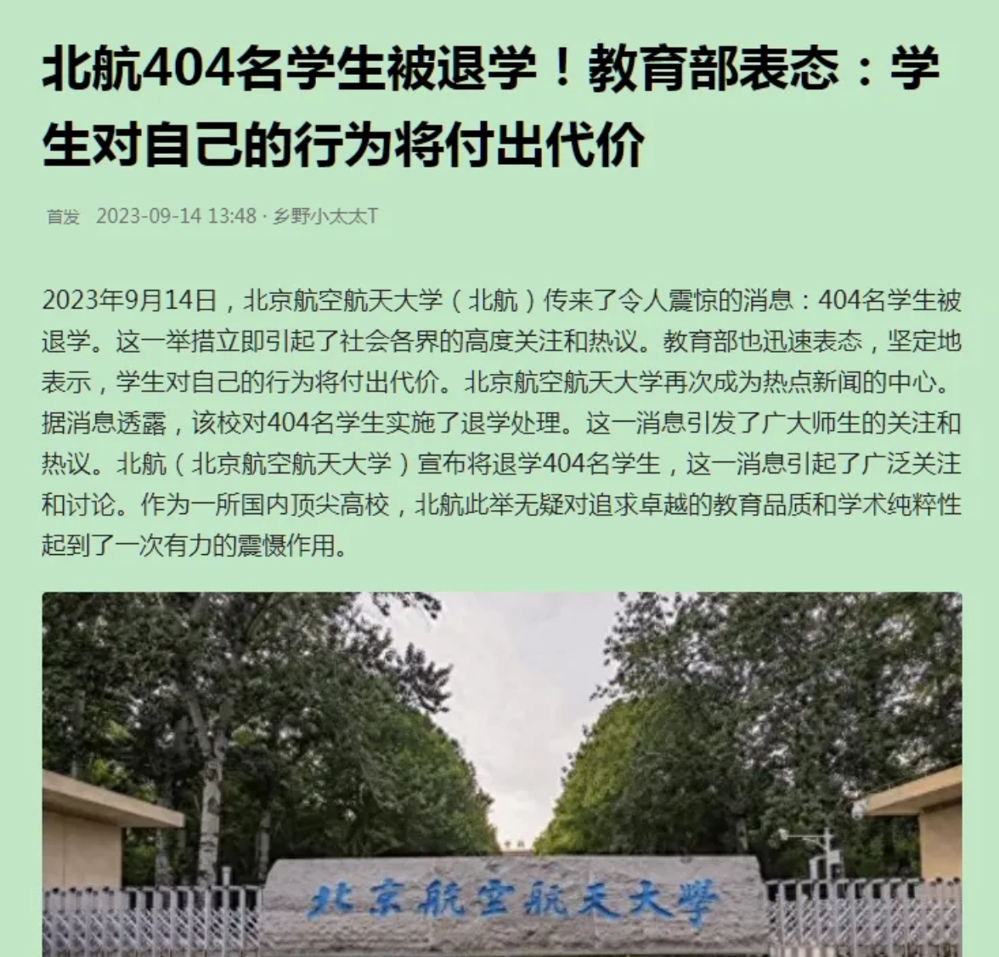 北航404名学生被退学！教育部表态：学
生对自己的行为将付出代价
首发 2023-09-14 13:48 · 乡野小太太T
2023年9月14日，北京航空航天大学（北航）传来了令人震惊的消息：404名学生被
退学。这一举措立即引起了社会各界的高度关注和热议。教育部也迅速表态，坚定地
表示，学生对自己的行为将付出代价。北京航空航天大学再次成为热点新闻的中心。
据消息透露，该校对404名学生实施了退学处理。这一消息引发了广大师生的关注和
热议。北航（北京航空航天大学）宣布将退学404名学生，这一消息引起了广泛关注
和讨论。作为一所国内顶尖高校，北航此举无疑对追求卓越的教育品质和学术纯粹性
起到了一次有力的震慑作用。
北京航空航天大學